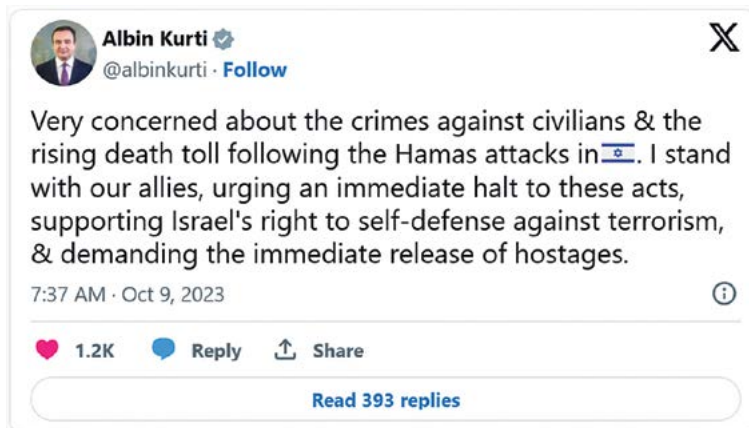 Albin Kurti
@albinkurti · Follow
Very concerned about the crimes against civilians & the
rising death toll following the Hamas attacks in🇮🇱. I stand
with our allies, urging an immediate halt to these acts,
supporting Israel's right to self-defense against terrorism,
& demanding the immediate release of hostages.
7:37 AM · Oct 9, 2023
1.2K Reply Share
Read 393 replies